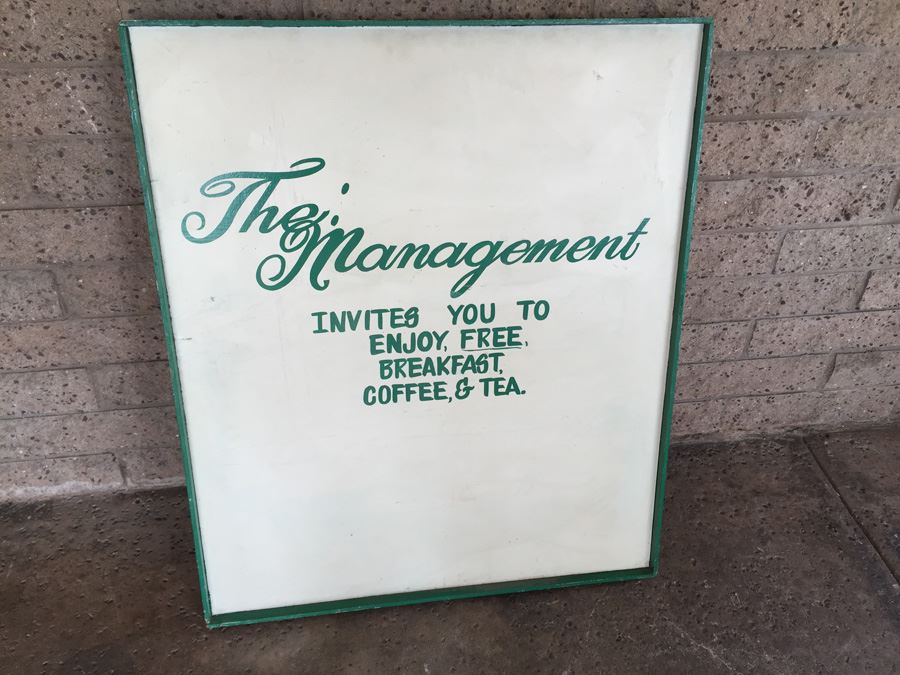 The
Management
INVITES YOU TO
ENJOY, FREE,
BREAKFAST,
COFFEE, & TEA.